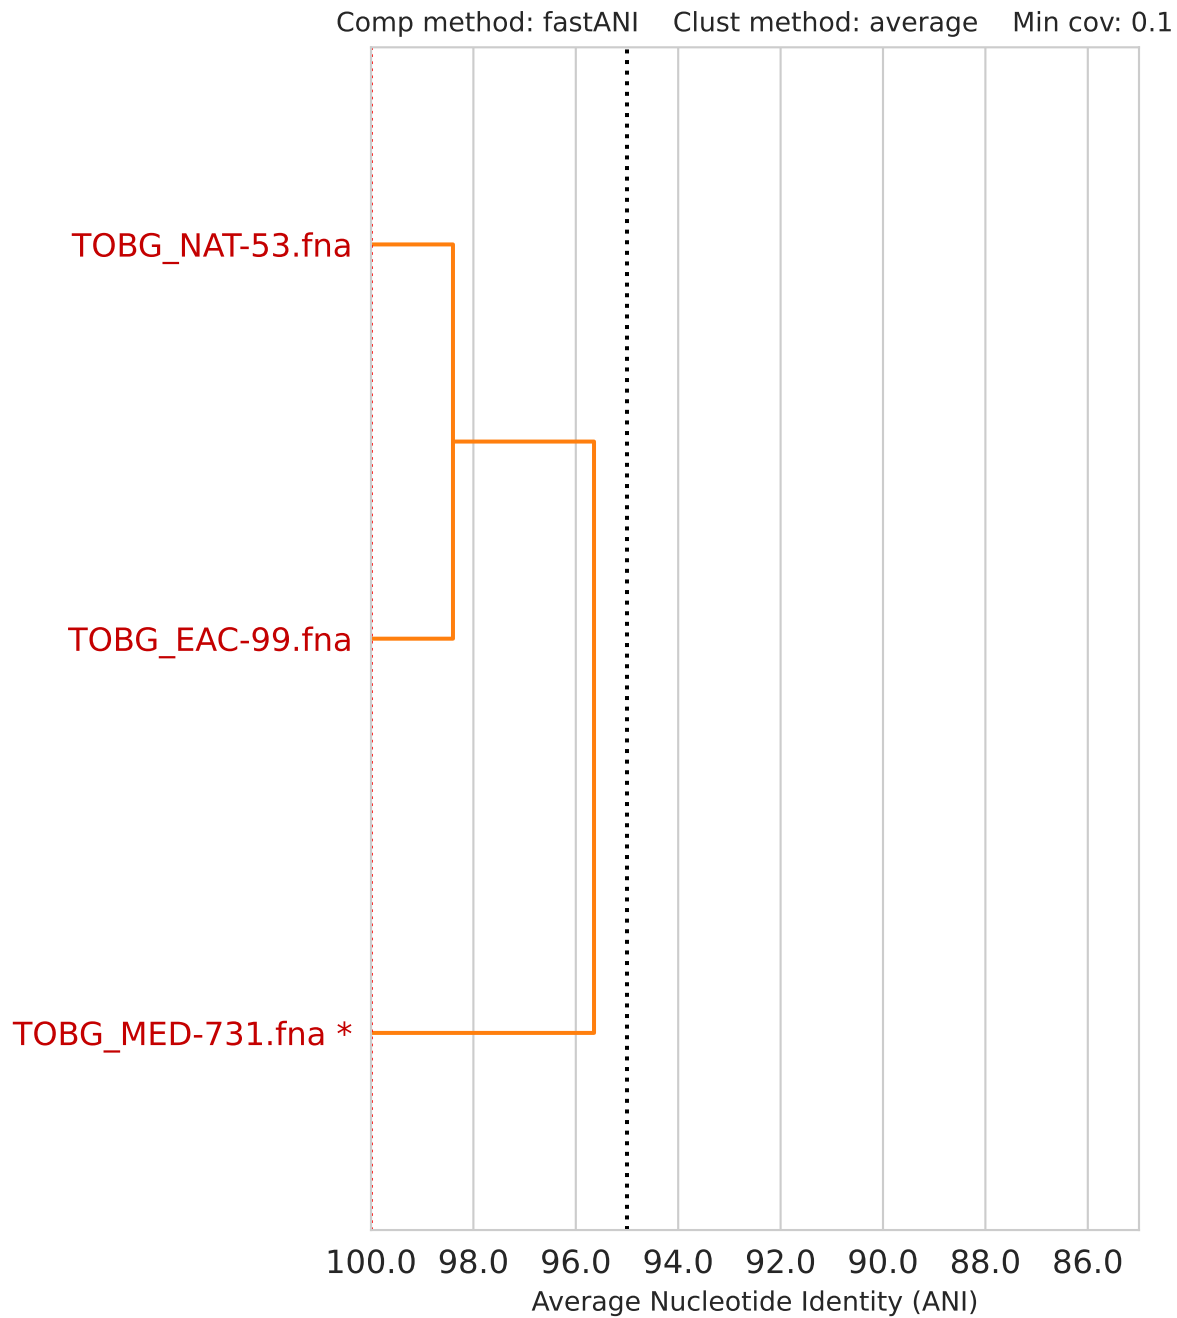 Comp method: fastANI    Clust method: average    Min cov: 0.1
TOBG_NAT-53.fna
TOBG_EAC-99.fna
TOBG_MED-731.fna *
100.0 98.0 96.0 94.0 92.0 90.0 88.0 86.0
Average Nucleotide Identity (ANI)